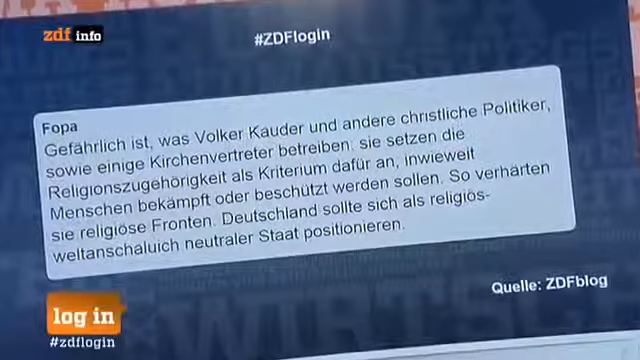 zdf info
#ZDFlogin
Fopa
Gefährlich ist, was Volker Kauder und andere christliche Politiker,
sowie einige Kirchenvertreter betreiben: sie setzen die
Religionszugehörigkeit als Kriterium dafür an, inwieweit
Menschen bekämpft oder beschützt werden sollen. So verhärten
sie religiöse Fronten. Deutschland sollte sich als religiös-
weltanschaluich neutraler Staat positionieren.
Quelle: ZDFblog
log in
#zdflogin